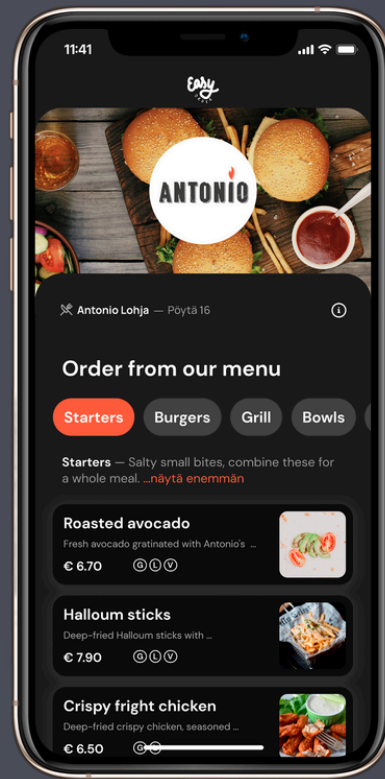 11:41
Easy
ANTONIO
Antonio Lohja — Pöytä 16
Order from our menu
Starters Burgers Grill Bowls
Starters — Salty small bites, combine these for
a whole meal. ...näytä enemmän
Roasted avocado
Fresh avocado gratinated with Antonio's ...
€ 6.70 G L V
Halloum sticks
Deep-fried Halloum sticks with ...
€ 7.90 G L V
Crispy fright chicken
Deep-fried crispy chicken, seasoned ...
€ 6.50 G